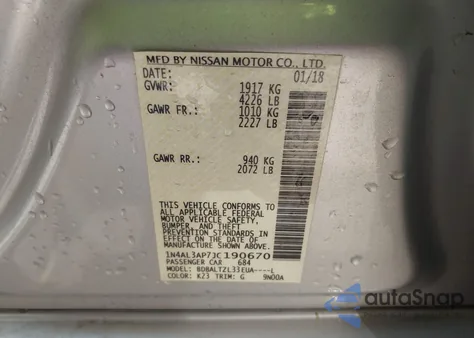 MFD BY NISSAN MOTOR CO., LTD.
DATE: 01/18
GVWR: 1917 KG
4226 LB
GAWR FR.: 1010 KG
2227 LB
GAWR RR.: 940 KG
2072 LB
THIS VEHICLE CONFORMS TO
ALL APPLICABLE FEDERAL
MOTOR VEHICLE SAFETY,
BUMPER, AND THEFT
PREVENTION STANDARDS
IN EFFECT ON THE DATE OF
MANUFACTURE SHOWN ABOVE.
1N4AL3AP7JC190670
PASSENGER CAR 684
MODEL: BDBALTZL33EUA----L
COLOR: K23 TRIM: G 9N00A
autoSnap